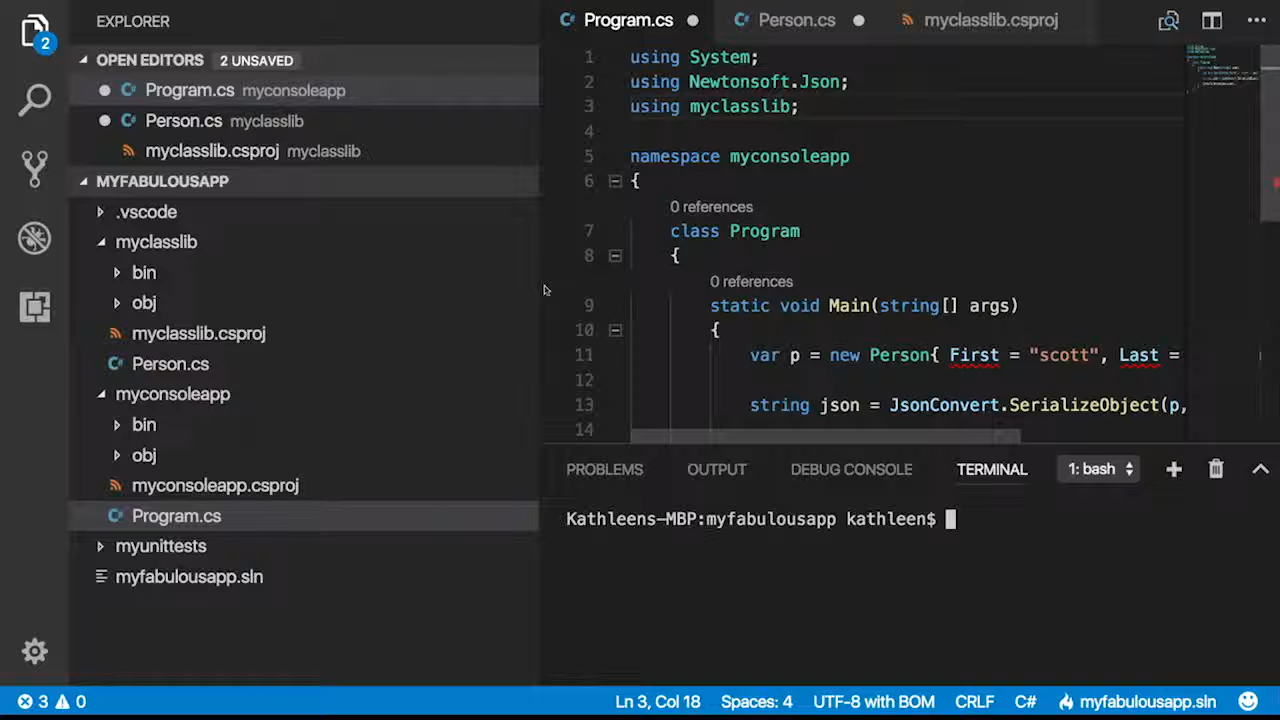 EXPLORER
2
OPEN EDITORS 2 UNSAVED
Program.cs myconsoleapp
Person.cs myclasslib
myclasslib.csproj myclasslib
MYFABULOUSAPP
.vscode
myclasslib
bin
obj
myclasslib.csproj
Person.cs
myconsoleapp
bin
obj
myconsoleapp.csproj
Program.cs
myunittests
myfabulousapp.sln
Program.cs Person.cs myclasslib.csproj
1 using System;
2 using Newtonsoft.Json;
3 using myclasslib;
4
5 namespace myconsoleapp
6 {
0 references
7 class Program
8 {
0 references
9 static void Main(string[] args)
10 {
11 var p = new Person{ First = "scott", Last =
12
13 string json = JsonConvert.SerializeObject(p,
14
PROBLEMS OUTPUT DEBUG CONSOLE TERMINAL 1: bash
Kathleens-MBP:myfabulousapp kathleen$
3 0 Ln 3, Col 18 Spaces: 4 UTF-8 with BOM CRLF C# myfabulousapp.sln